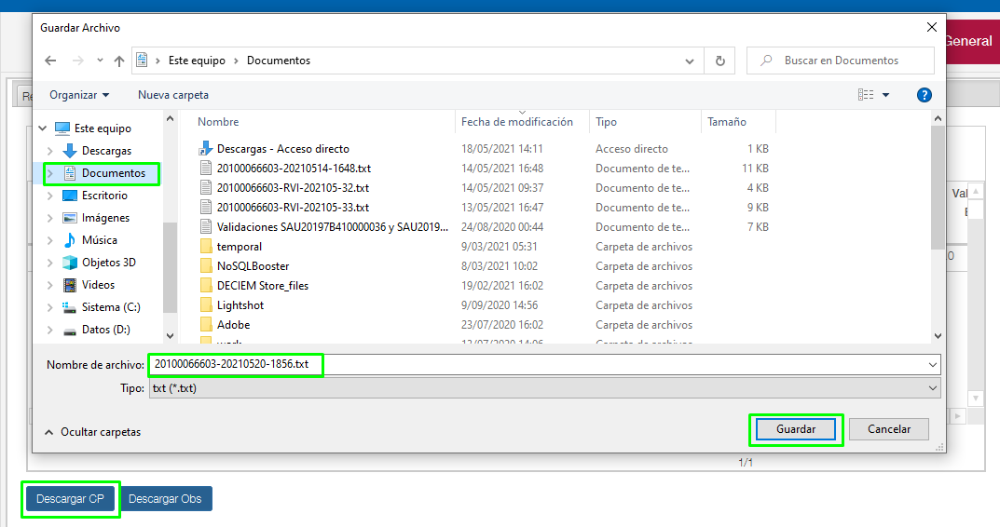 Guardar Archivo
General
Este equipo > Documentos
Buscar en Documentos
Organizar
Nueva carpeta
?
Re
Este equipo
Descargas
Documentos
Escritorio
Imágenes
Música
Objetos 3D
Videos
Sistema (C:)
Datos (D:)
Nombre Fecha de modificación Tipo Tamaño
Descargas - Acceso directo 18/05/2021 14:11 Acceso directo 1 KB
20100066603-20210514-1648.txt 14/05/2021 16:48 Documento de te... 11 KB
20100066603-RVI-202105-32.txt 14/05/2021 09:37 Documento de te... 4 KB
20100066603-RVI-202105-33.txt 13/05/2021 16:47 Documento de te... 9 KB
Validaciones SAU20197B410000036 y SAU2019... 24/08/2020 00:44 Documento de te... 7 KB
temporal 9/03/2021 05:31 Carpeta de archivos
NoSQLBooster 8/03/2021 10:02 Carpeta de archivos
DECIEM Store_files 19/02/2021 16:02 Carpeta de archivos
Lightshot 9/09/2020 14:56 Carpeta de archivos
Adobe 23/07/2020 16:02 Carpeta de archivos
Val
Nombre de archivo: 20100066603-20210520-1856.txt
Tipo: txt (*.txt)
Ocultar carpetas
Guardar
Cancelar
1/1
Descargar CP
Descargar Obs